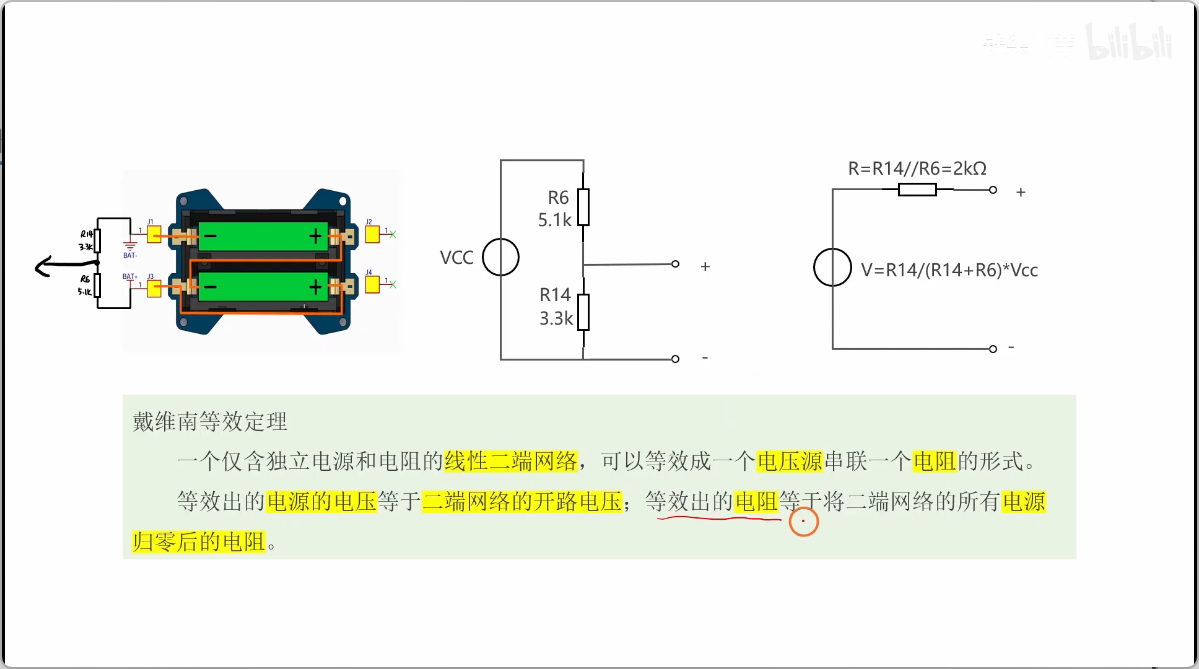 bilibili
R=R14//R6=2kΩ
+
R6
5.1k
VCC
+
R14
3.3k
-
V=R14/(R14+R6)*Vcc
-
R14
3.3K
R6
5.1K
J1
1
BAT-
BAT+
J3
1
J2
1
J4
1
- +
- +
戴维南等效定理
一个仅含独立电源和电阻的线性二端网络，可以等效成一个电压源串联一个电阻的形式。
等效出的电源的电压等于二端网络的开路电压；等效出的电阻等于将二端网络的所有电源
归零后的电阻。